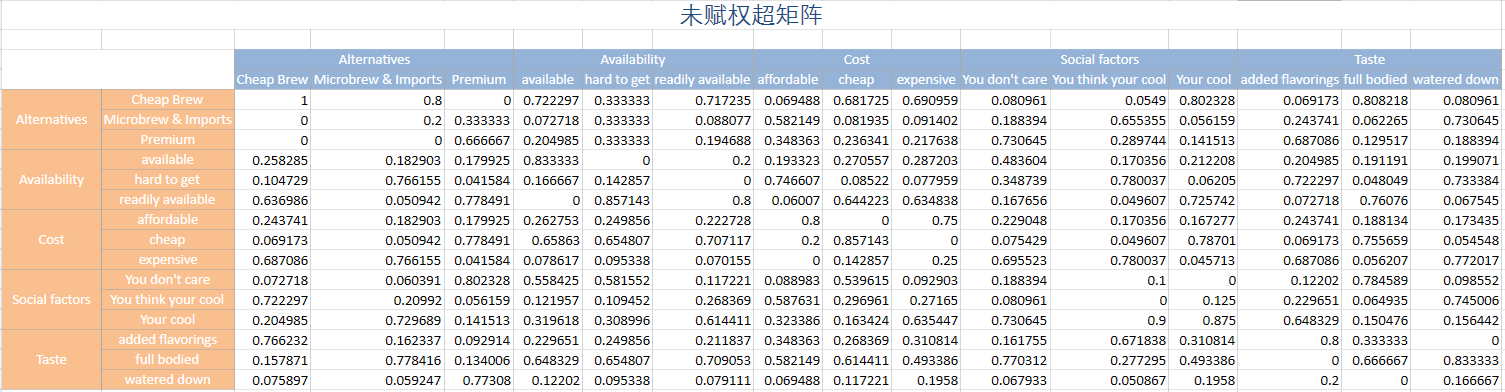 未赋权超矩阵
Alternatives Availability Cost Social factors Taste
Cheap Brew Microbrew & Imports Premium available hard to get readily available affordable cheap expensive You don't care You think your cool Your cool added flavorings full bodied watered down
Alternatives Cheap Brew 1 0.8 0 0.722297 0.333333 0.717235 0.069488 0.681725 0.690959 0.080961 0.0549 0.802328 0.069173 0.808218 0.080961
Microbrew & Imports 0 0.2 0.333333 0.072718 0.333333 0.088077 0.582149 0.081935 0.091402 0.188394 0.655355 0.056159 0.243741 0.062265 0.730645
Premium 0 0 0.666667 0.204985 0.333333 0.194688 0.348363 0.236341 0.217638 0.730645 0.289744 0.141513 0.687086 0.129517 0.188394
Availability available 0.258285 0.182903 0.179925 0.833333 0 0.2 0.193323 0.270557 0.287203 0.483604 0.170356 0.212208 0.204985 0.191191 0.199071
hard to get 0.104729 0.766155 0.041584 0.166667 0.142857 0 0.746607 0.08522 0.077959 0.348739 0.780037 0.06205 0.722297 0.048049 0.733384
readily available 0.636986 0.050942 0.778491 0 0.857143 0.8 0.06007 0.644223 0.634838 0.167656 0.049607 0.725742 0.072718 0.76076 0.067545
Cost affordable 0.243741 0.182903 0.179925 0.262753 0.249856 0.222728 0.8 0 0.75 0.229048 0.170356 0.167277 0.243741 0.188134 0.173435
cheap 0.069173 0.050942 0.778491 0.65863 0.654807 0.707117 0.2 0.857143 0 0.075429 0.049607 0.78701 0.069173 0.755659 0.054548
expensive 0.687086 0.766155 0.041584 0.078617 0.095338 0.070155 0 0.142857 0.25 0.695523 0.780037 0.045713 0.687086 0.056207 0.772017
Social factors You don't care 0.072718 0.060391 0.802328 0.558425 0.581552 0.117221 0.088983 0.539615 0.092903 0.188394 0.1 0 0.12202 0.784589 0.098552
You think your cool 0.722297 0.20992 0.056159 0.121957 0.109452 0.268369 0.587631 0.296961 0.27165 0.080961 0 0.125 0.229651 0.064935 0.745006
Your cool 0.204985 0.729689 0.141513 0.319618 0.308996 0.614411 0.323386 0.163424 0.635447 0.730645 0.9 0.875 0.648329 0.150476 0.156442
Taste added flavorings 0.766232 0.162337 0.092914 0.229651 0.249856 0.211837 0.348363 0.268369 0.310814 0.161755 0.671838 0.310814 0.8 0.333333 0
full bodied 0.157871 0.778416 0.134006 0.648329 0.654807 0.709053 0.582149 0.614411 0.493386 0.770312 0.277295 0.493386 0 0.666667 0.833333
watered down 0.075897 0.059247 0.77308 0.12202 0.095338 0.079111 0.069488 0.117221 0.1958 0.067933 0.050867 0.1958 0.2 0 0.166667